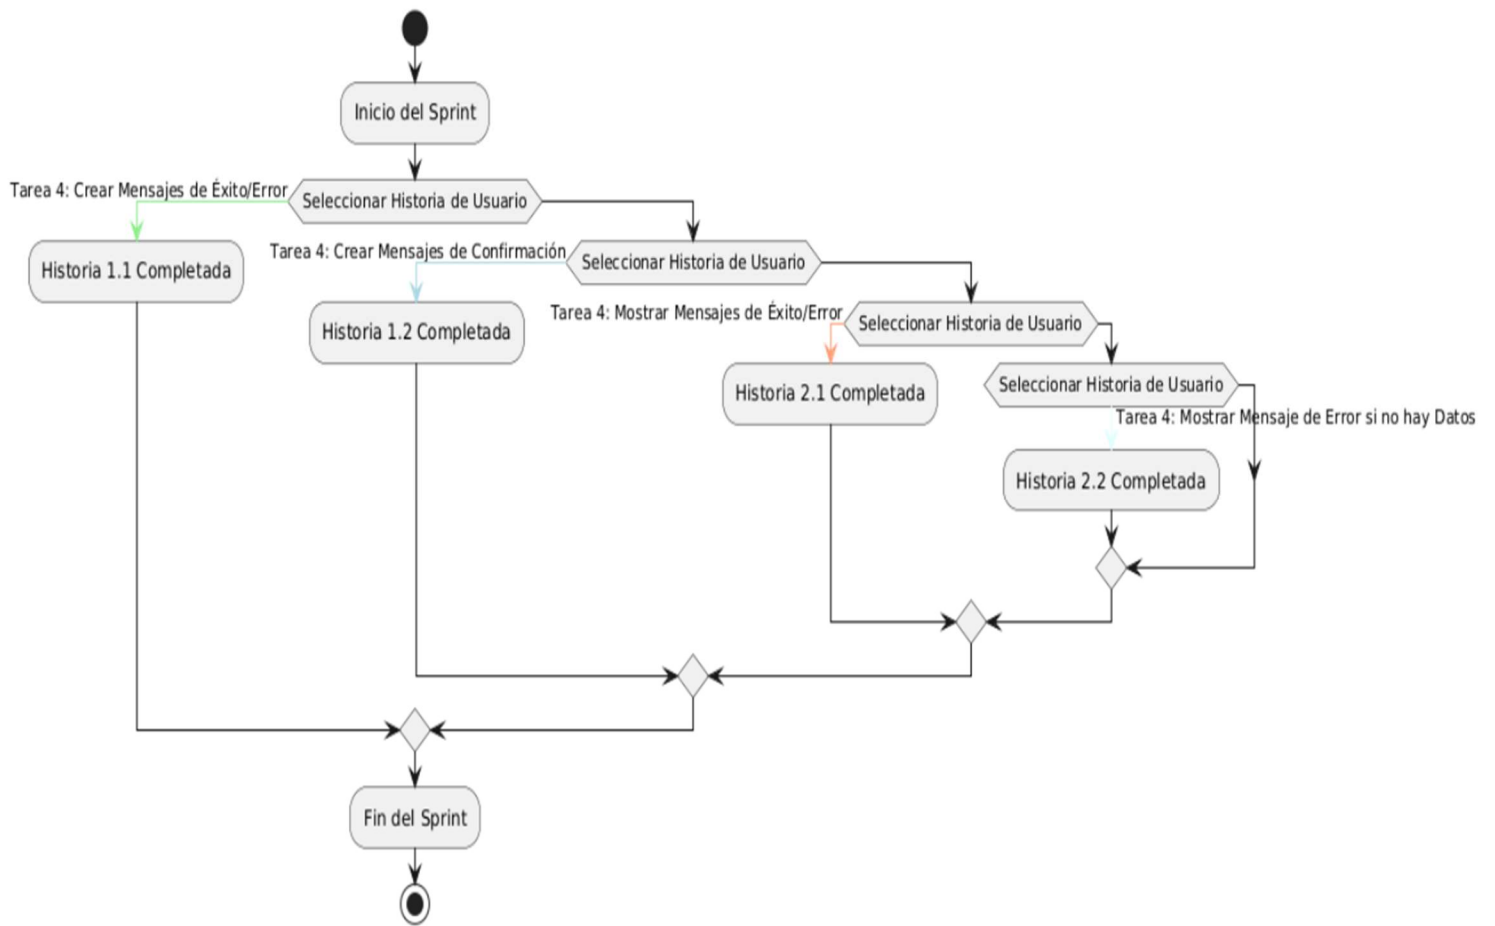 Inicio del Sprint
Tarea 4: Crear Mensajes de Éxito/Error
Seleccionar Historia de Usuario
Historia 1.1 Completada
Tarea 4: Crear Mensajes de Confirmación
Seleccionar Historia de Usuario
Historia 1.2 Completada
Tarea 4: Mostrar Mensajes de Éxito/Error
Seleccionar Historia de Usuario
Historia 2.1 Completada
Seleccionar Historia de Usuario
Tarea 4: Mostrar Mensaje de Error si no hay Datos
Historia 2.2 Completada
Fin del Sprint